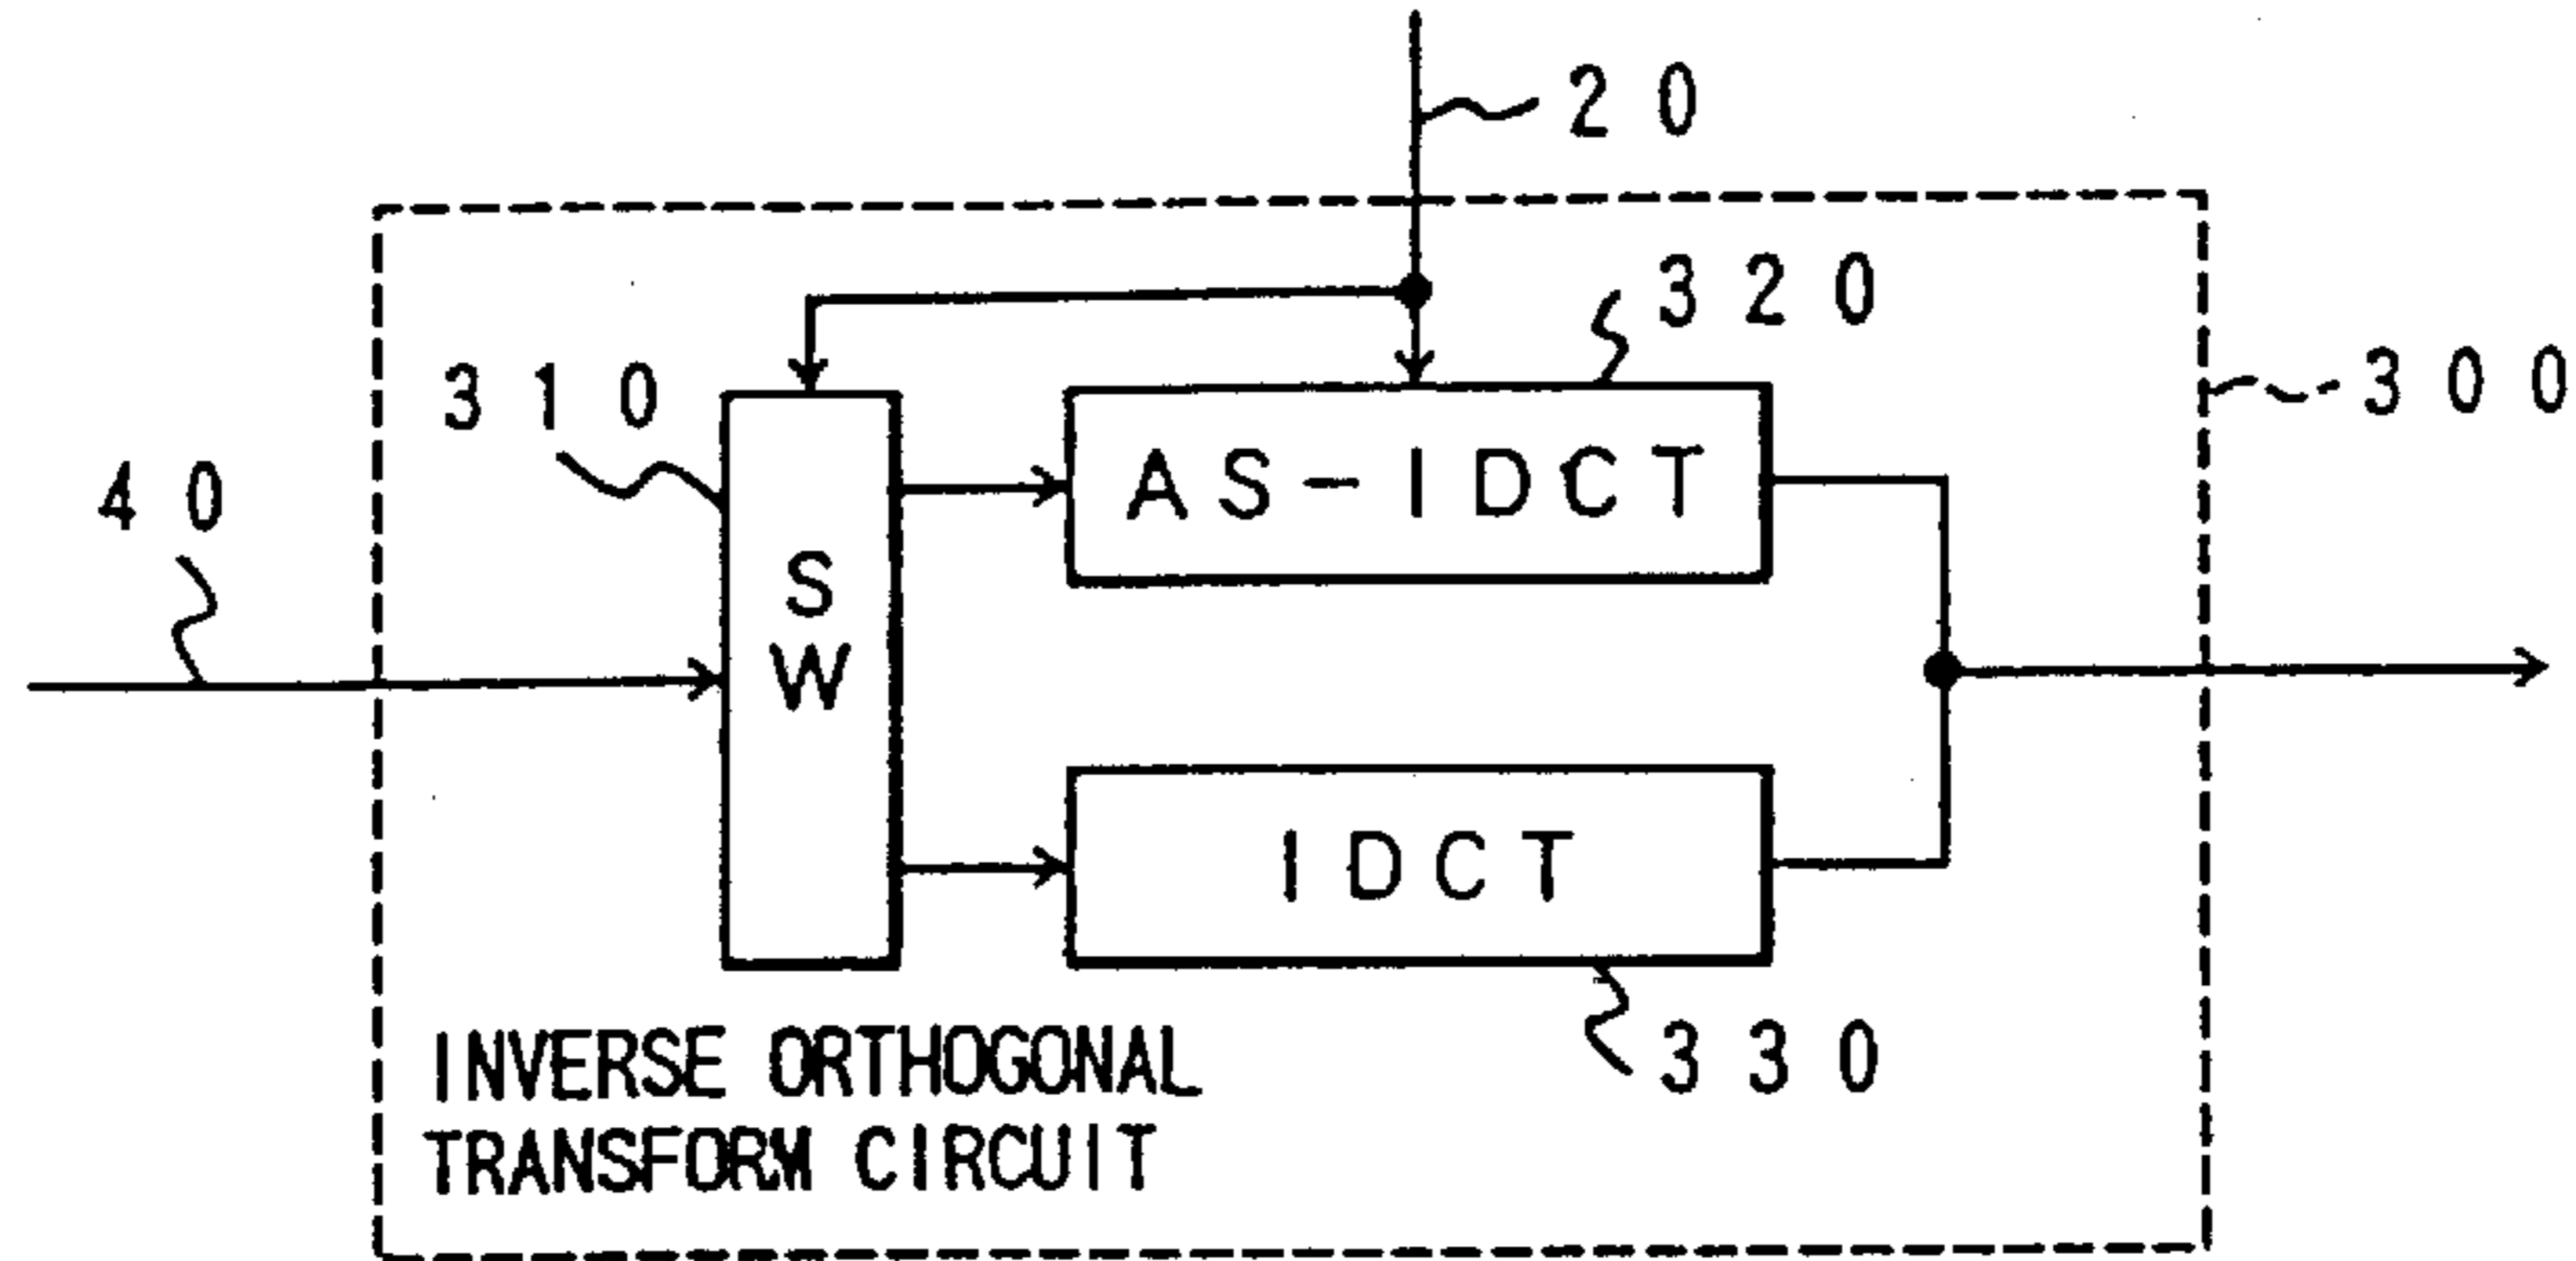 20
320
310
300
40
AS-IDCT
S
W
IDCT
330
INVERSE ORTHOGONAL
TRANSFORM CIRCUIT